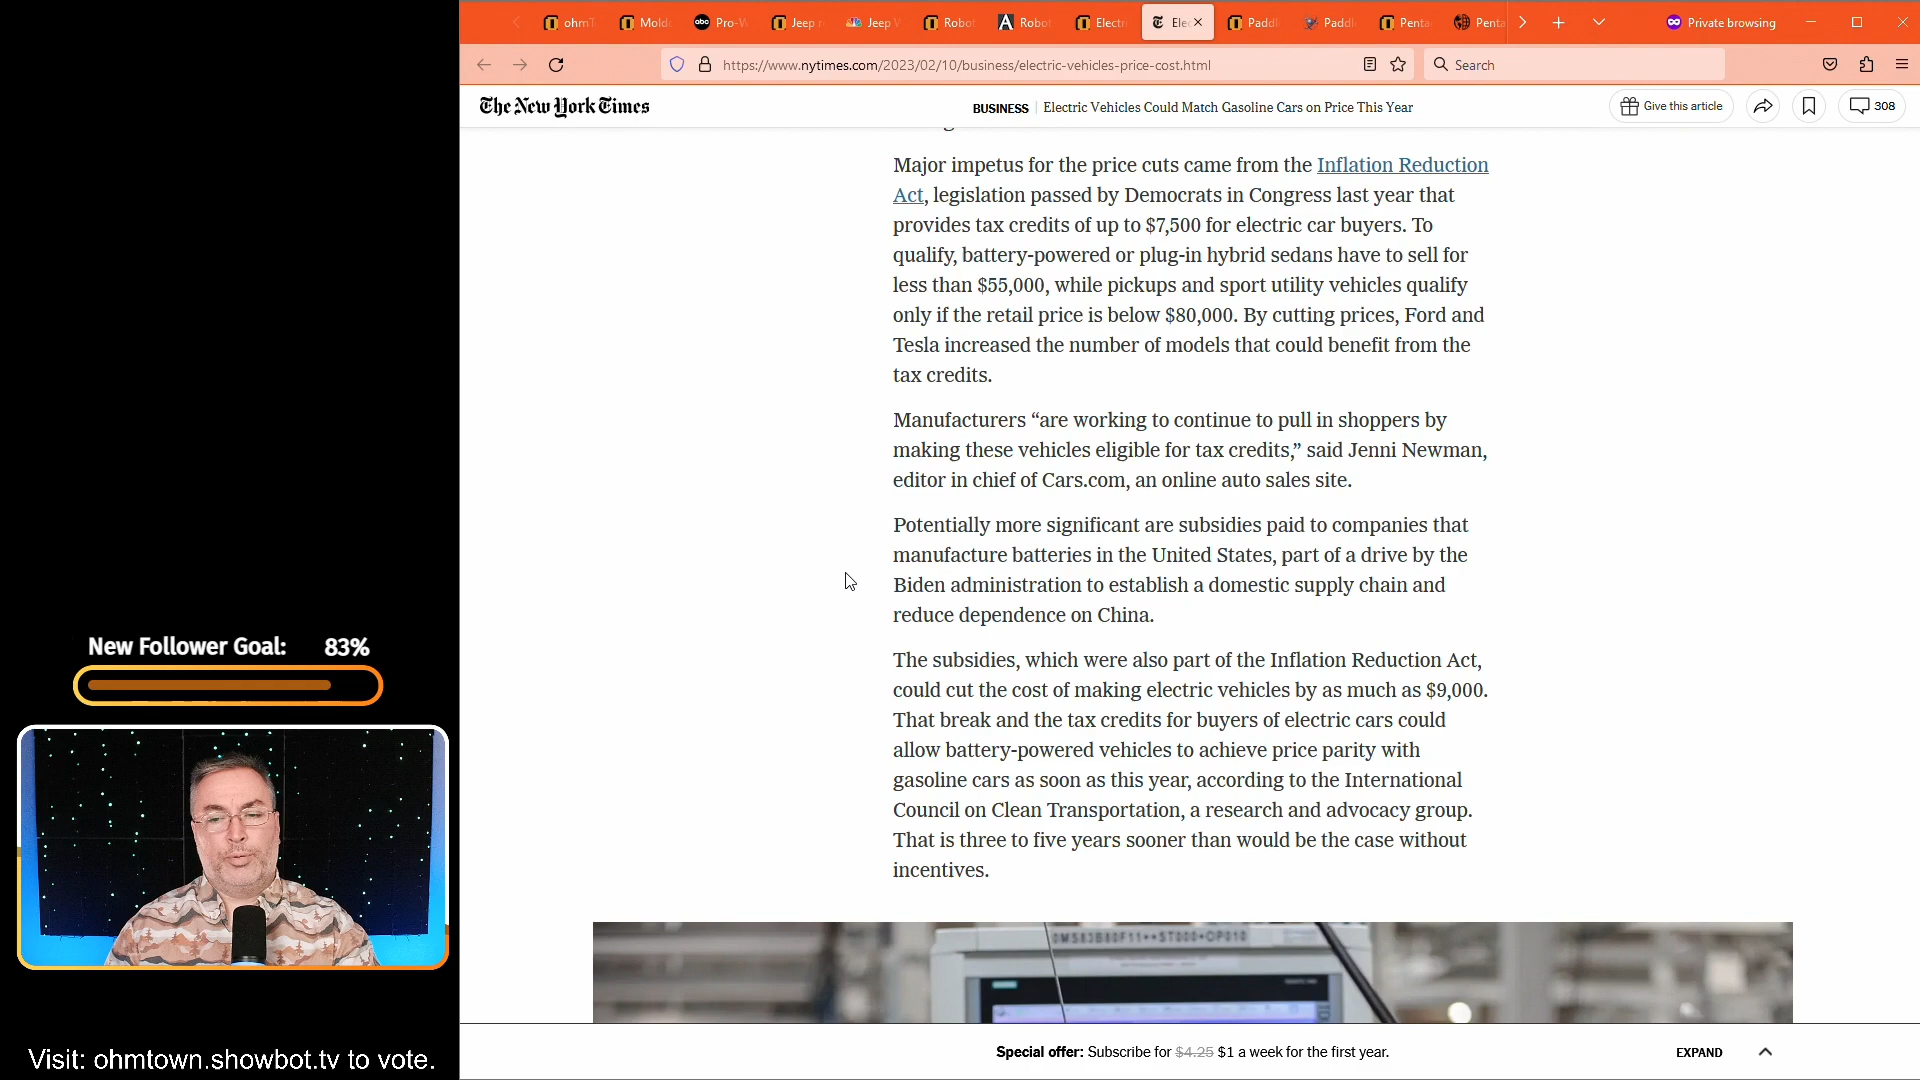 ohmT
Mold
abc Pro-W
Jeep r
Jeep V
Robot
Robot
Electr
Ele
Paddl
Paddl
Penta
Penta
Private browsing
https://www.nytimes.com/2023/02/10/business/electric-vehicles-price-cost.html
Search
The New York Times
BUSINESS
Electric Vehicles Could Match Gasoline Cars on Price This Year
Give this article
308
Major impetus for the price cuts came from the Inflation Reduction
Act, legislation passed by Democrats in Congress last year that
provides tax credits of up to $7,500 for electric car buyers. To
qualify, battery-powered or plug-in hybrid sedans have to sell for
less than $55,000, while pickups and sport utility vehicles qualify
only if the retail price is below $80,000. By cutting prices, Ford and
Tesla increased the number of models that could benefit from the
tax credits.
Manufacturers “are working to continue to pull in shoppers by
making these vehicles eligible for tax credits,” said Jenni Newman,
editor in chief of Cars.com, an online auto sales site.
Potentially more significant are subsidies paid to companies that
manufacture batteries in the United States, part of a drive by the
Biden administration to establish a domestic supply chain and
reduce dependence on China.
The subsidies, which were also part of the Inflation Reduction Act,
could cut the cost of making electric vehicles by as much as $9,000.
That break and the tax credits for buyers of electric cars could
allow battery-powered vehicles to achieve price parity with
gasoline cars as soon as this year, according to the International
Council on Clean Transportation, a research and advocacy group.
That is three to five years sooner than would be the case without
incentives.
New Follower Goal: 83%
Visit: ohmtown.showbot.tv to vote.
Special offer: Subscribe for $4.25 $1 a week for the first year.
EXPAND